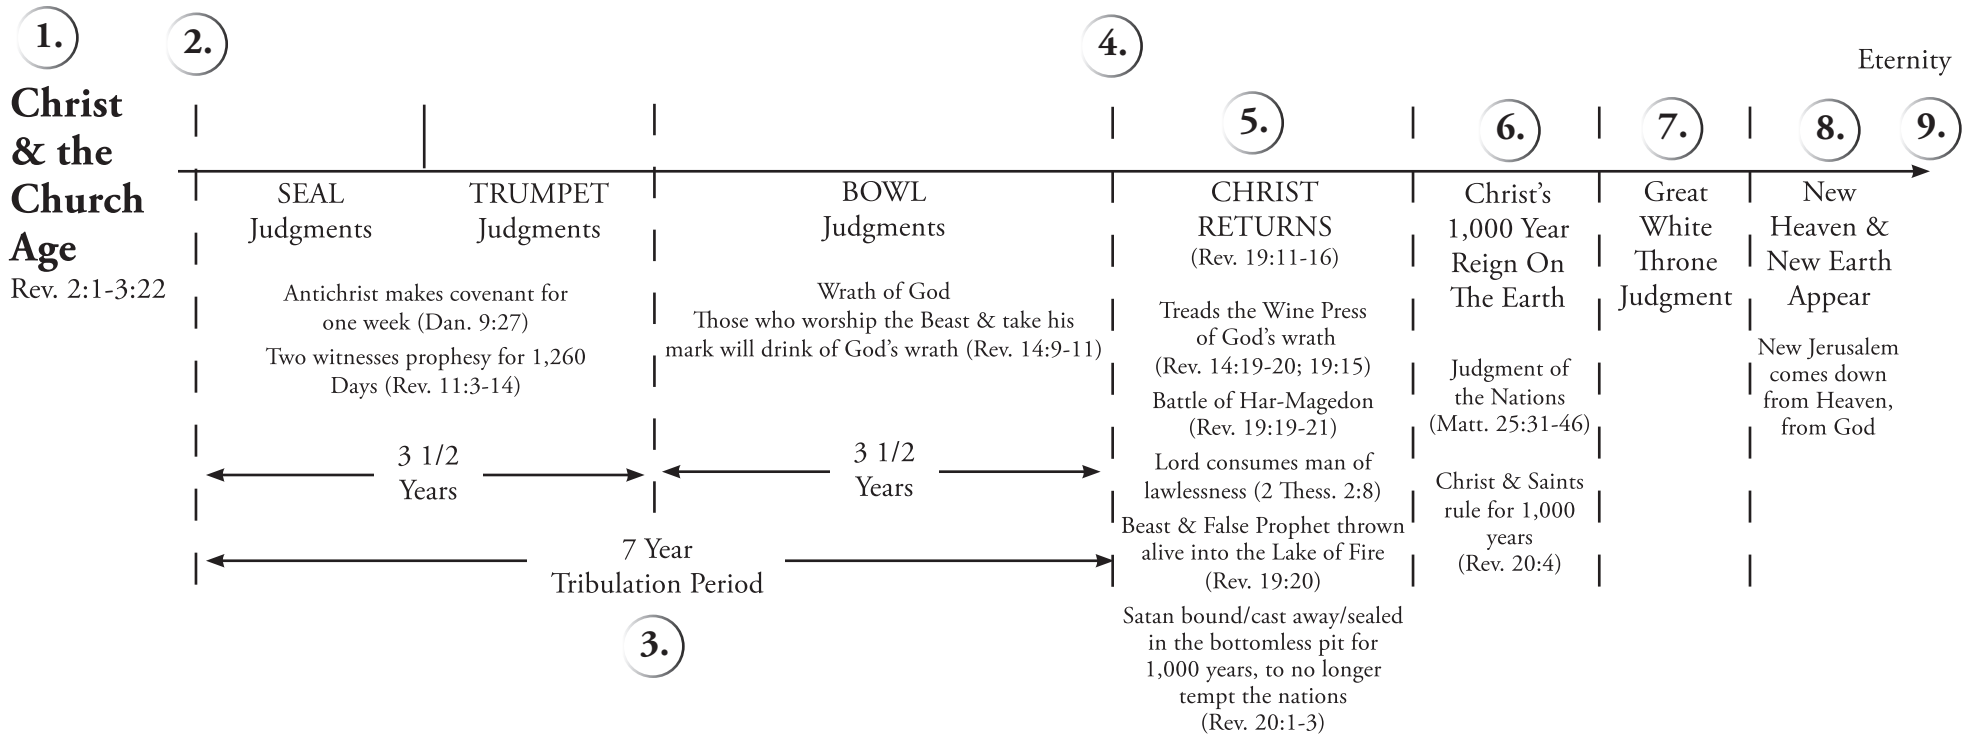 1.
Christ
& the
Church
Age
Rev. 2:1-3:22
2.
SEAL
Judgments
TRUMPET
Judgments
Antichrist makes covenant for
one week (Dan. 9:27)
Two witnesses prophesy for 1,260
Days (Rev. 11:3-14)
3 1/2
Years
BOWL
Judgments
Wrath of God
Those who worship the Beast & take his
mark will drink of God's wrath (Rev. 14:9-11)
3 1/2
Years
7 Year
Tribulation Period
3.
4.
5.
CHRIST
RETURNS
(Rev. 19:11-16)
Treads the Wine Press
of God's wrath
(Rev. 14:19-20; 19:15)
Battle of Har-Magedon
(Rev. 19:19-21)
Lord consumes man of
lawlessness (2 Thess. 2:8)
Beast & False Prophet thrown
alive into the Lake of Fire
(Rev. 19:20)
Satan bound/cast away/sealed
in the bottomless pit for
1,000 years, to no longer
tempt the nations
(Rev. 20:1-3)
6.
Christ's
1,000 Year
Reign On
The Earth
Judgment of
the Nations
(Matt. 25:31-46)
Christ & Saints
rule for 1,000
years
(Rev. 20:4)
7.
Great
White
Throne
Judgment
8.
New
Heaven &
New Earth
Appear
New Jerusalem
comes down
from Heaven,
from God
Eternity
9.